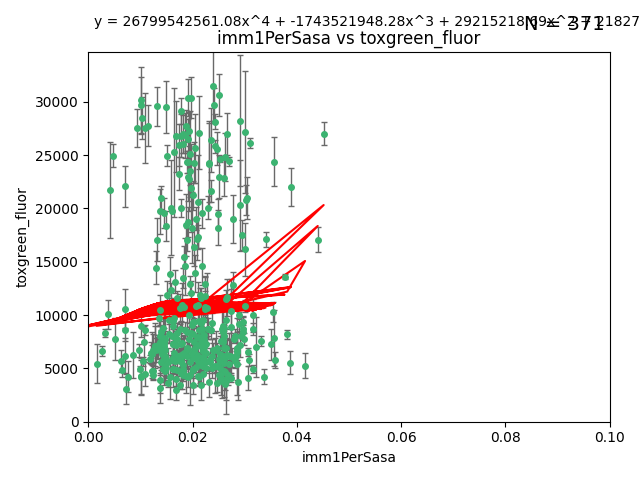 y = 26799542561.08x^4 + -1743521948.28x^3 +
N = 371
imm1PerSasa vs toxgreen_fluor
toxgreen_fluor
30000
25000
20000
15000
10000
5000
0
0.00 0.02 0.04 0.06 0.08 0.10
imm1PerSasa